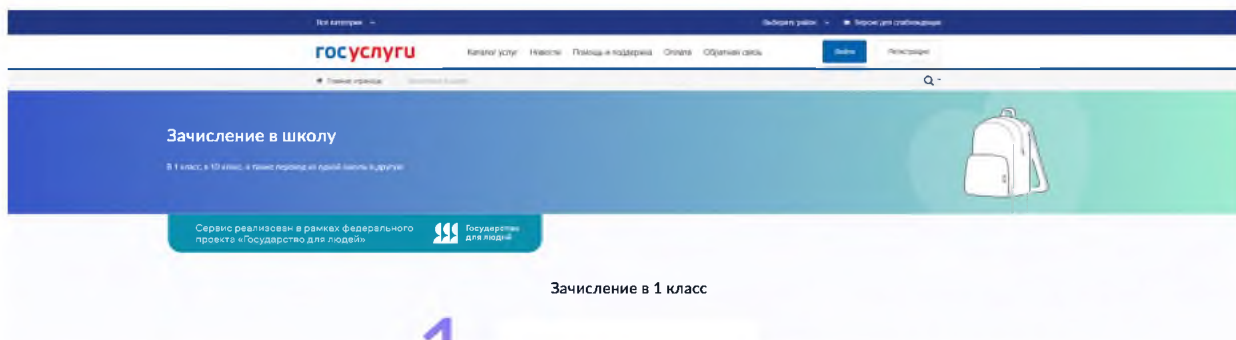 Все категории
Выберите район
Версия для слабовидящих
госуслуги
Каталог услуг Новости Помощь и поддержка Оплата Обратная связь
Войти
Регистрация
Главная страница
Зачисление в школу
В 1 класс, в 10 класс, а также перевод из одной школы в другую
Сервис реализован в рамках федерального
проекта «Государство для людей»
Государство
для людей
Зачисление в 1 класс
1